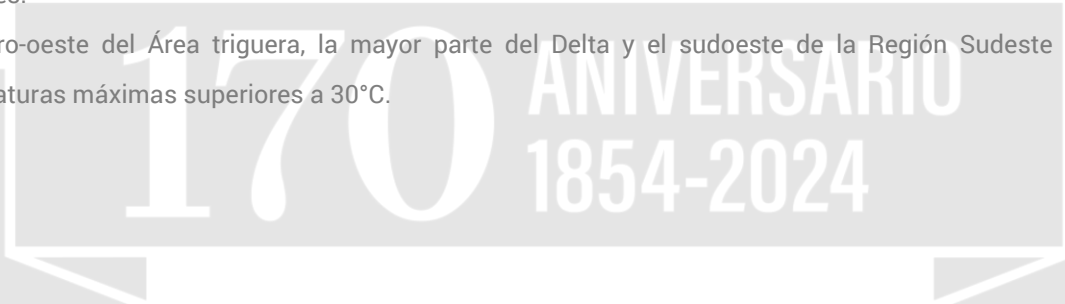 ro-oeste del Área triguera, la mayor parte del Delta y el sudoeste de la Región Sudeste
aturas máximas superiores a 30°C.
170 ANIVERSARIO
1854-2024